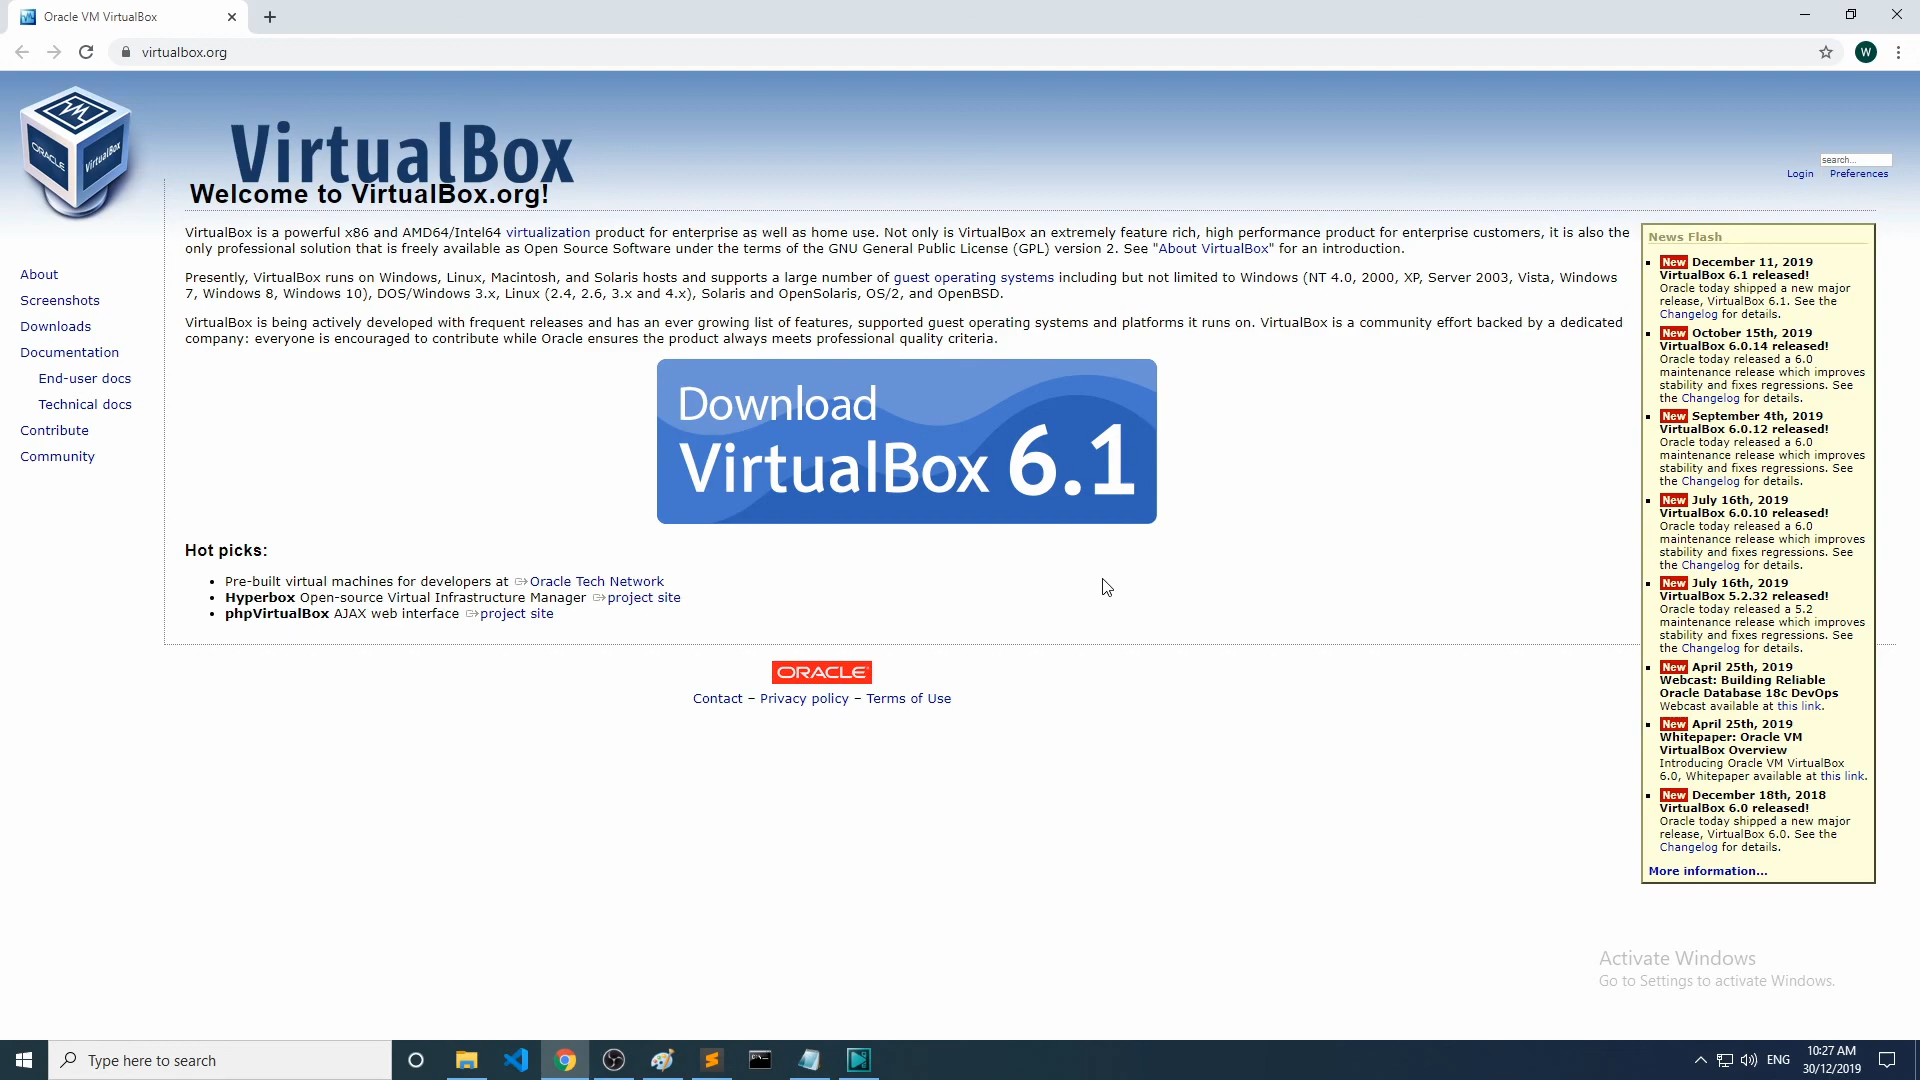 Oracle VM VirtualBox
virtualbox.org
W
ORACLE
VirtualBox
VirtualBox
search...
Login Preferences
Welcome to VirtualBox.org!
VirtualBox is a powerful x86 and AMD64/Intel64 virtualization product for enterprise as well as home use. Not only is VirtualBox an extremely feature rich, high performance product for enterprise customers, it is also the
only professional solution that is freely available as Open Source Software under the terms of the GNU General Public License (GPL) version 2. See "About VirtualBox" for an introduction.
Presently, VirtualBox runs on Windows, Linux, Macintosh, and Solaris hosts and supports a large number of guest operating systems including but not limited to Windows (NT 4.0, 2000, XP, Server 2003, Vista, Windows
7, Windows 8, Windows 10), DOS/Windows 3.x, Linux (2.4, 2.6, 3.x and 4.x), Solaris and OpenSolaris, OS/2, and OpenBSD.
VirtualBox is being actively developed with frequent releases and has an ever growing list of features, supported guest operating systems and platforms it runs on. VirtualBox is a community effort backed by a dedicated
company: everyone is encouraged to contribute while Oracle ensures the product always meets professional quality criteria.
About
Screenshots
Downloads
Documentation
End-user docs
Technical docs
Contribute
Community
Download
VirtualBox 6.1
Hot picks:
• Pre-built virtual machines for developers at Oracle Tech Network
• Hyperbox Open-source Virtual Infrastructure Manager project site
• phpVirtualBox AJAX web interface project site
ORACLE
Contact – Privacy policy – Terms of Use
News Flash
New December 11, 2019
VirtualBox 6.1 released!
Oracle today shipped a new major
release, VirtualBox 6.1. See the
Changelog for details.
New October 15th, 2019
VirtualBox 6.0.14 released!
Oracle today released a 6.0
maintenance release which improves
stability and fixes regressions. See
the Changelog for details.
New September 4th, 2019
VirtualBox 6.0.12 released!
Oracle today released a 6.0
maintenance release which improves
stability and fixes regressions. See
the Changelog for details.
New July 16th, 2019
VirtualBox 6.0.10 released!
Oracle today released a 6.0
maintenance release which improves
stability and fixes regressions. See
the Changelog for details.
New July 16th, 2019
VirtualBox 5.2.32 released!
Oracle today released a 5.2
maintenance release which improves
stability and fixes regressions. See
the Changelog for details.
New April 25th, 2019
Webcast: Building Reliable
Oracle Database 18c DevOps
Webcast available at this link.
New April 25th, 2019
Whitepaper: Oracle VM
VirtualBox Overview
Introducing Oracle VM VirtualBox
6.0, Whitepaper available at this link.
New December 18th, 2018
VirtualBox 6.0 released!
Oracle today shipped a new major
release, VirtualBox 6.0. See the
Changelog for details.
More information...
Activate Windows
Go to Settings to activate Windows.
Type here to search
ENG
10:27 AM
30/12/2019